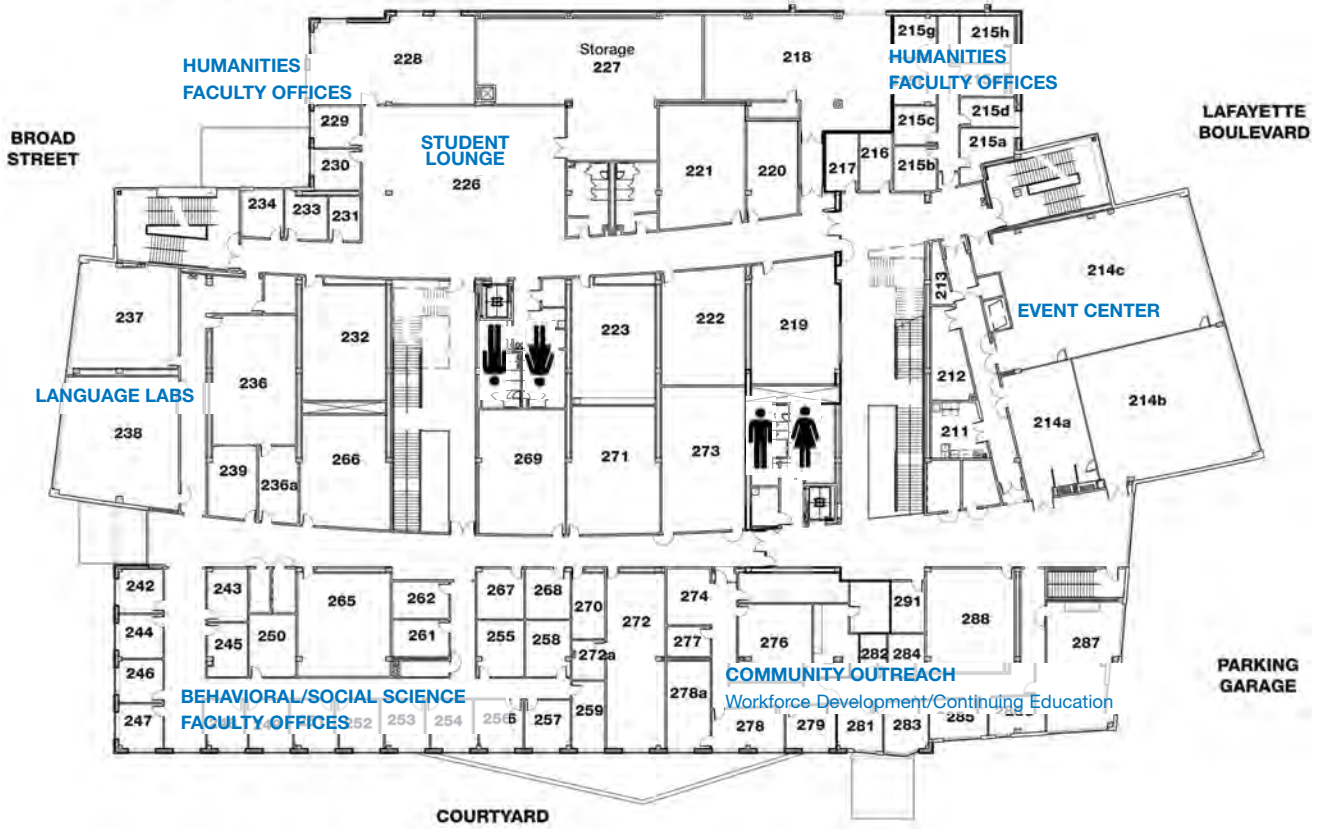 215g
215h
Storage
227
228
218
HUMANITIES
FACULTY OFFICES
HUMANITIES
FACULTY OFFICES
229
215c
215d
LAFAYETTE
BOULEVARD
BROAD
STREET
STUDENT
LOUNGE
226
230
221
220
217
216
215b
215a
234
233
231
237
232
223
222
219
213
214c
EVENT CENTER
236
212
LANGUAGE LABS
238
214b
214a
211
239
236a
266
269
271
273
242
243
265
262
267
268
270
272
274
291
288
287
244
245
250
261
255
258
272a
277
276
282
284
246
COMMUNITY OUTREACH
Workforce Development/Continuing Education
PARKING
GARAGE
BEHAVIORAL/SOCIAL SCIENCE
FACULTY OFFICES
247
252
253
254
256
257
259
278a
278
279
281
283
285
COURTYARD